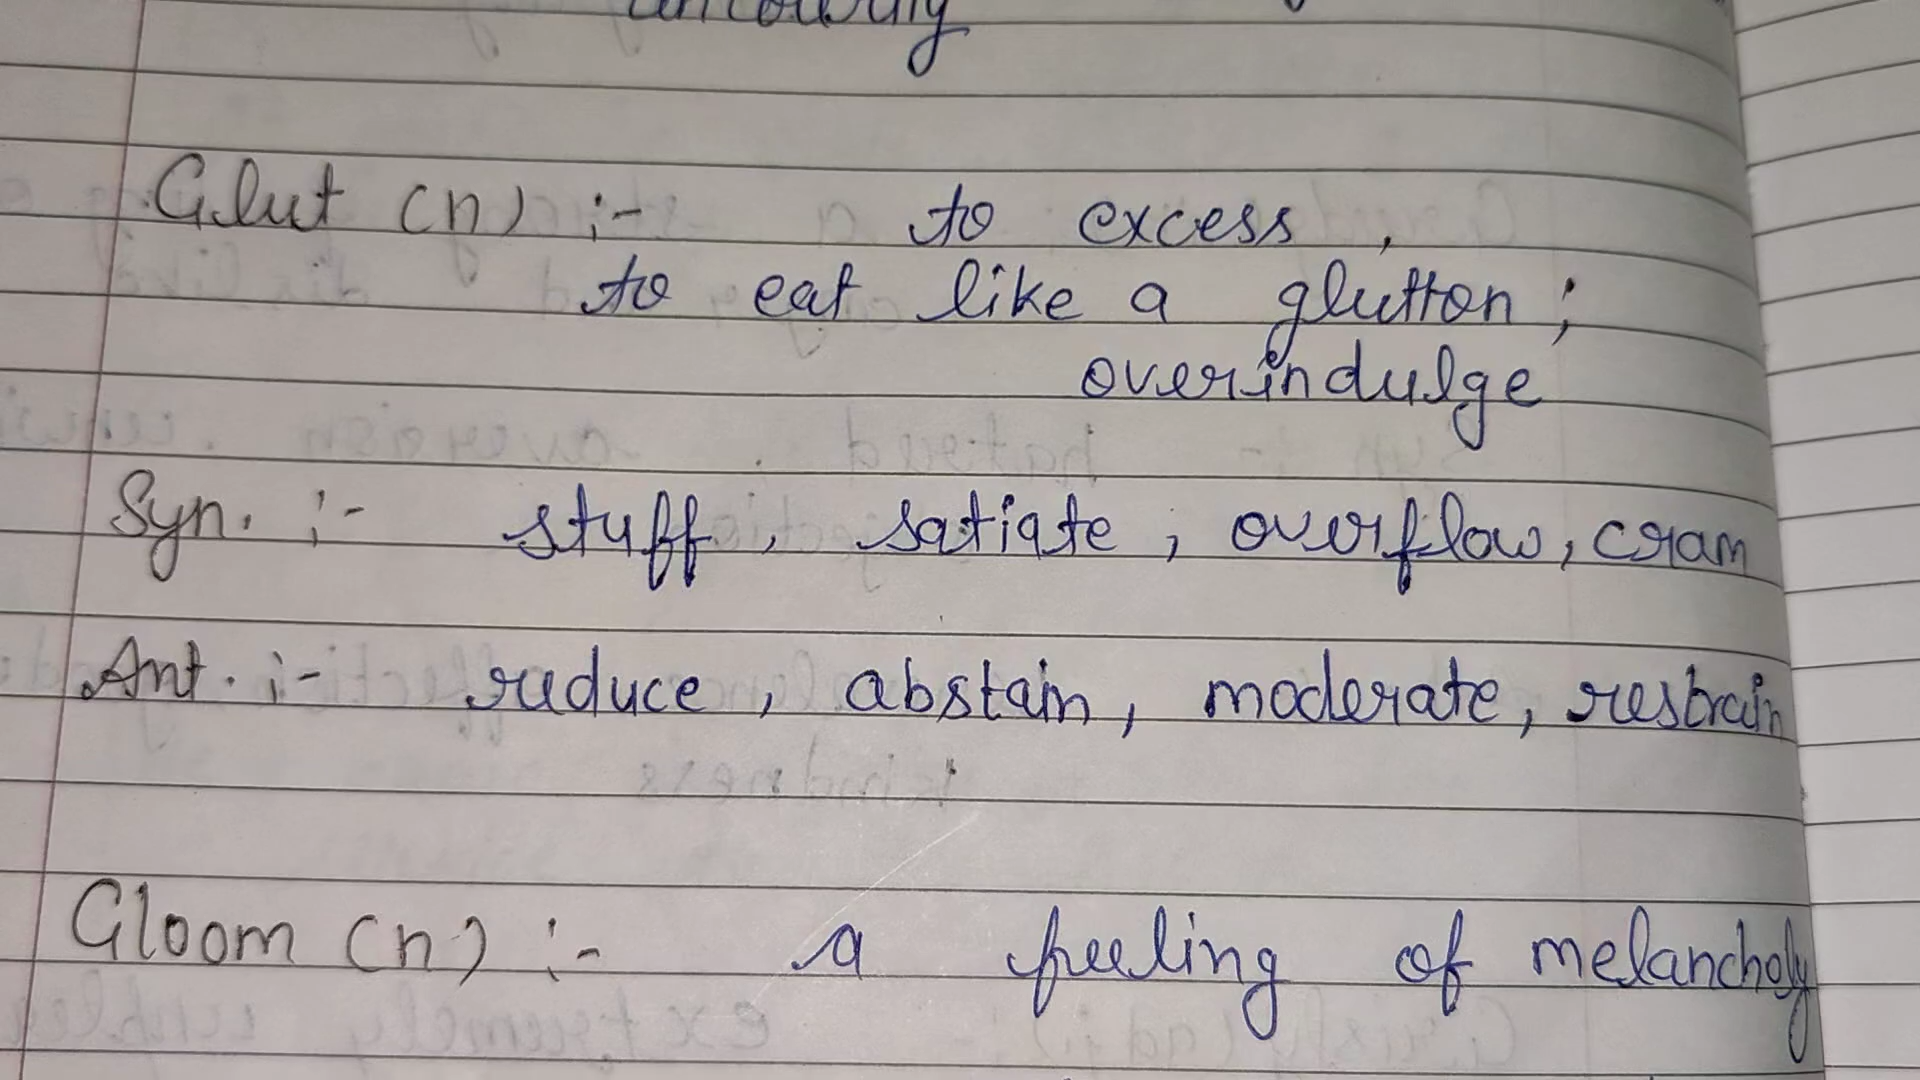 Glut (n) :- to excess,
to eat like a glutton;
overindulge
Syn. :- stuff, satiate, overflow, cram
Ant. :- reduce, abstain, moderate, restrain
Gloom (n) :- a feeling of melancholy